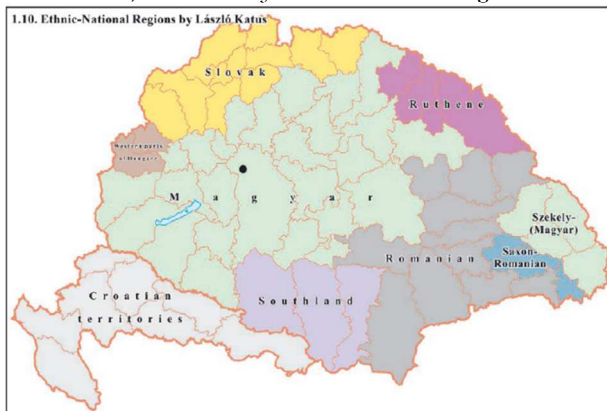 1.10. Ethnic-National Regions by László Katus
Slovak
Ruthene
Western parts
of Hungary
Magyar
Szekely-
(Magyar)
Saxon-
Romanian
Romanian
Southland
Croatian
territories